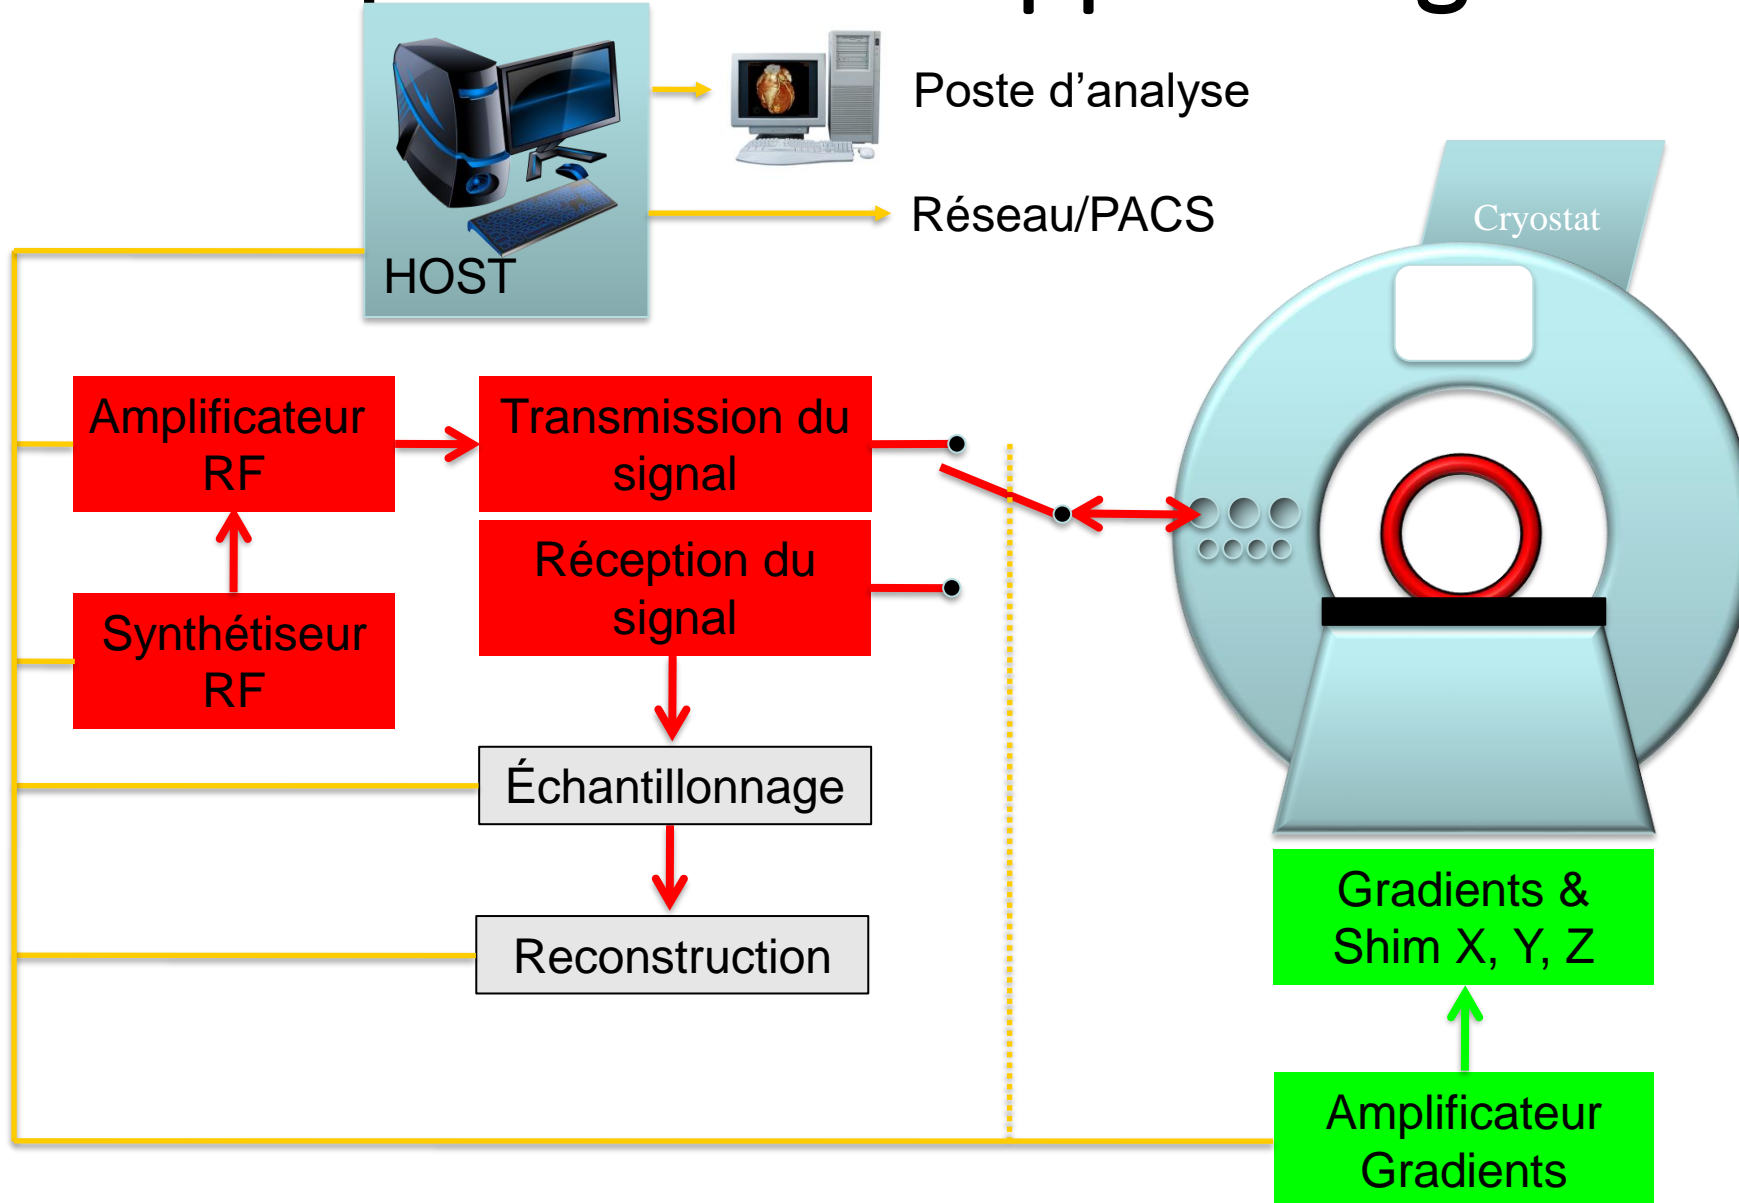 Poste d’analyse
Réseau/PACS
HOST
Cryostat
Amplificateur
RF
Transmission du
signal
Réception du
signal
Synthétiseur
RF
Échantillonnage
Reconstruction
Gradients &
Shim X, Y, Z
Amplificateur
Gradients